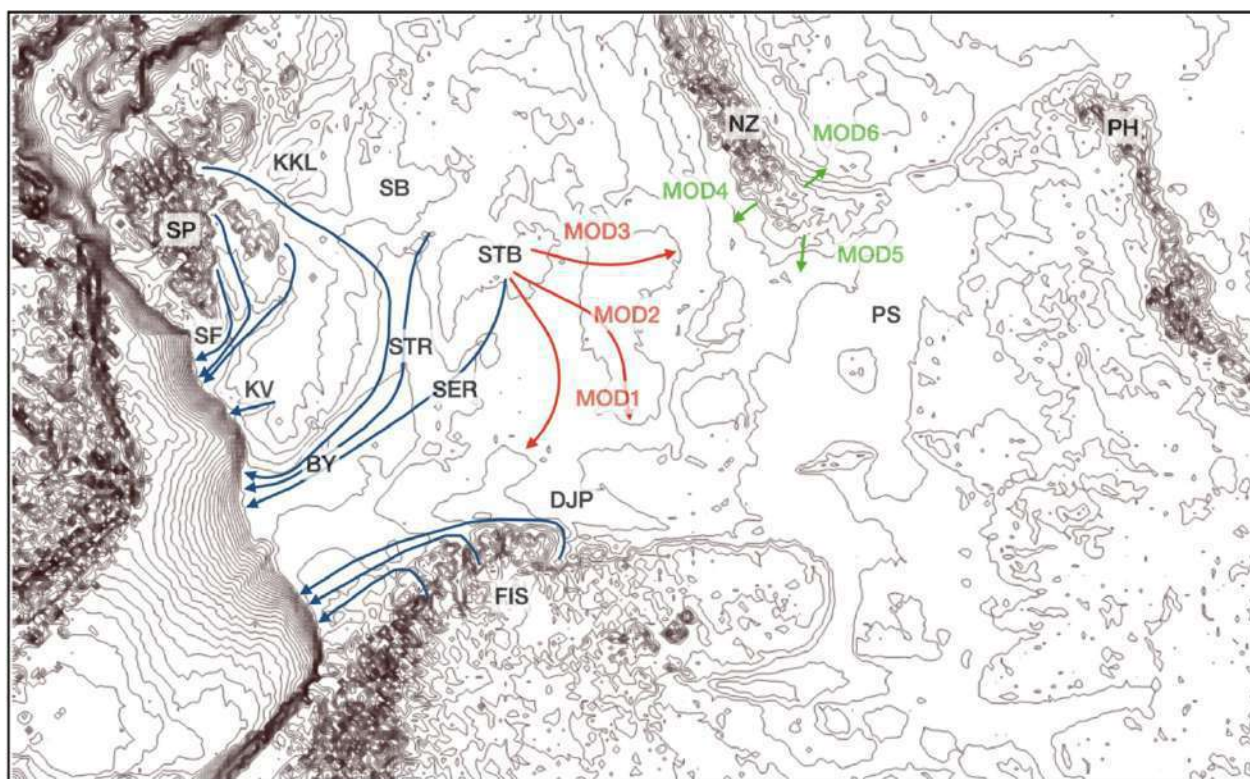 NZ
MOD6
PH
KKL
SB
MOD4
SP
MOD3
STB
MOD5
SF
STR
MOD2
PS
KV
SER
MOD1
BY
DJP
FIS